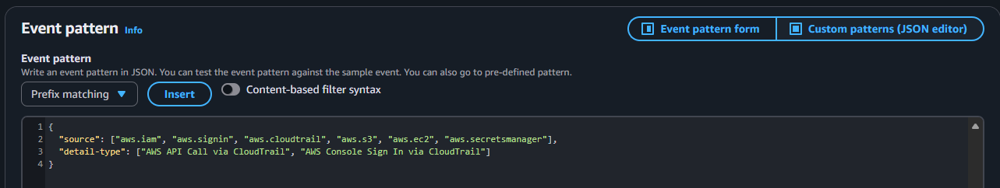 Event pattern Info
Event pattern form
Custom patterns (JSON editor)
Event pattern
Write an event pattern in JSON. You can test the event pattern against the sample event. You can also go to pre-defined pattern.
Prefix matching
Insert
Content-based filter syntax
1 {
2 "source": ["aws.iam", "aws.signin", "aws.cloudtrail", "aws.s3", "aws.ec2", "aws.secretsmanager"],
3 "detail-type": ["AWS API Call via CloudTrail", "AWS Console Sign In via CloudTrail"]
4 }